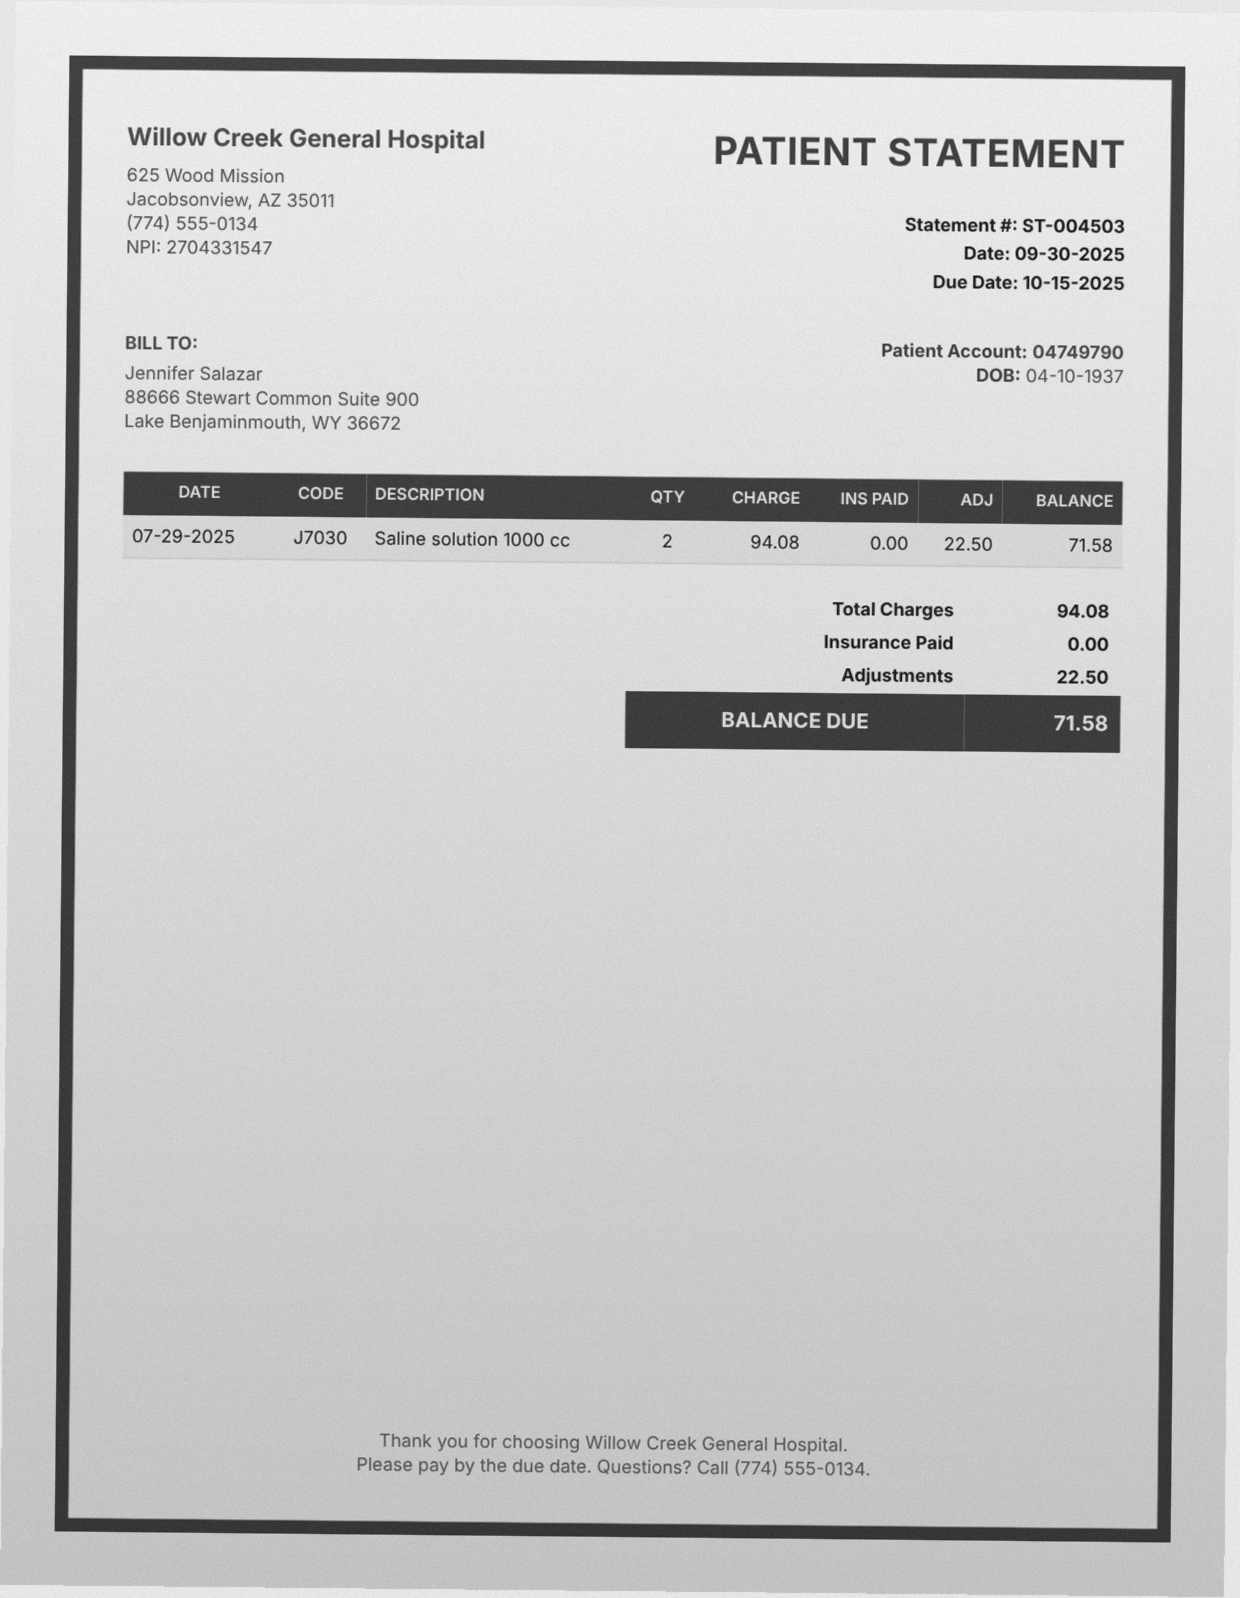 Willow Creek General Hospital
625 Wood Mission
Jacobsonview, AZ 35011
(774) 555-0134
NPI: 2704331547
PATIENT STATEMENT
Statement #: ST-004503
Date: 09-30-2025
Due Date: 10-15-2025
BILL TO:
Jennifer Salazar
88666 Stewart Common Suite 900
Lake Benjaminmouth, WY 36672
Patient Account: 04749790
DOB: 04-10-1937
DATE CODE DESCRIPTION QTY CHARGE INS PAID ADJ BALANCE
07-29-2025 J7030 Saline solution 1000 cc 2 94.08 0.00 22.50 71.58
Total Charges 94.08
Insurance Paid 0.00
Adjustments 22.50
BALANCE DUE 71.58
Thank you for choosing Willow Creek General Hospital.
Please pay by the due date. Questions? Call (774) 555-0134.